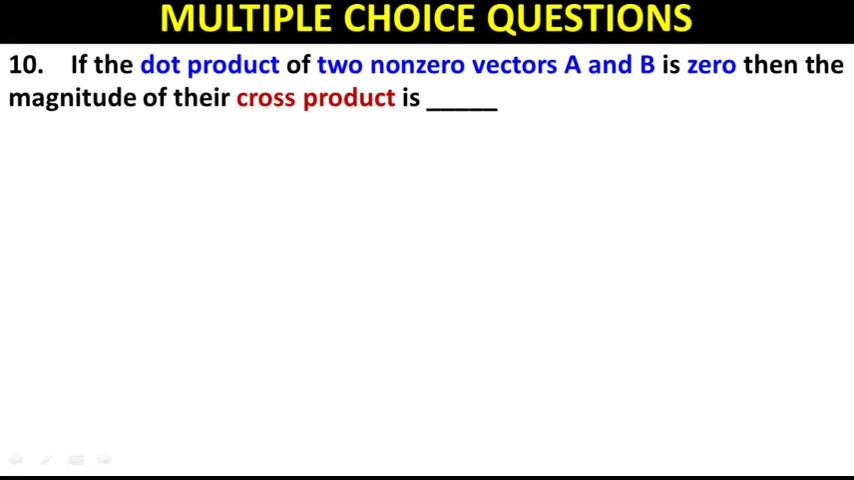 MULTIPLE CHOICE QUESTIONS
10. If the dot product of two nonzero vectors A and B is zero then the
magnitude of their cross product is _____